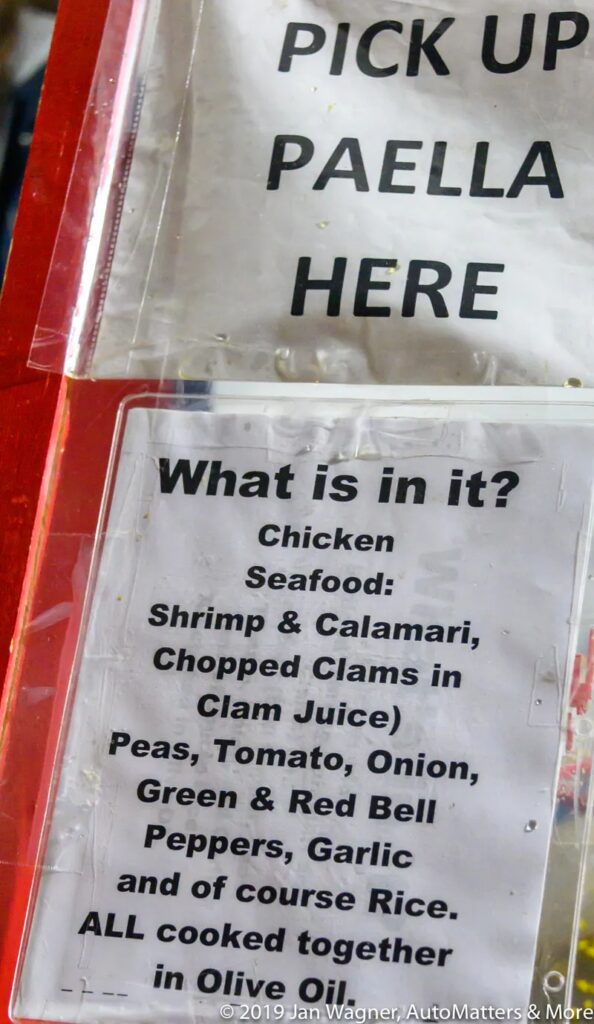 PICK UP
PAELLA
HERE
What is in it?
Chicken
Seafood:
Shrimp & Calamari,
Chopped Clams in
Clam Juice)
Peas, Tomato, Onion,
Green & Red Bell
Peppers, Garlic
and of course Rice.
ALL cooked together
in Olive Oil.
© 2019 Jan Wagner, AutoMatters & More